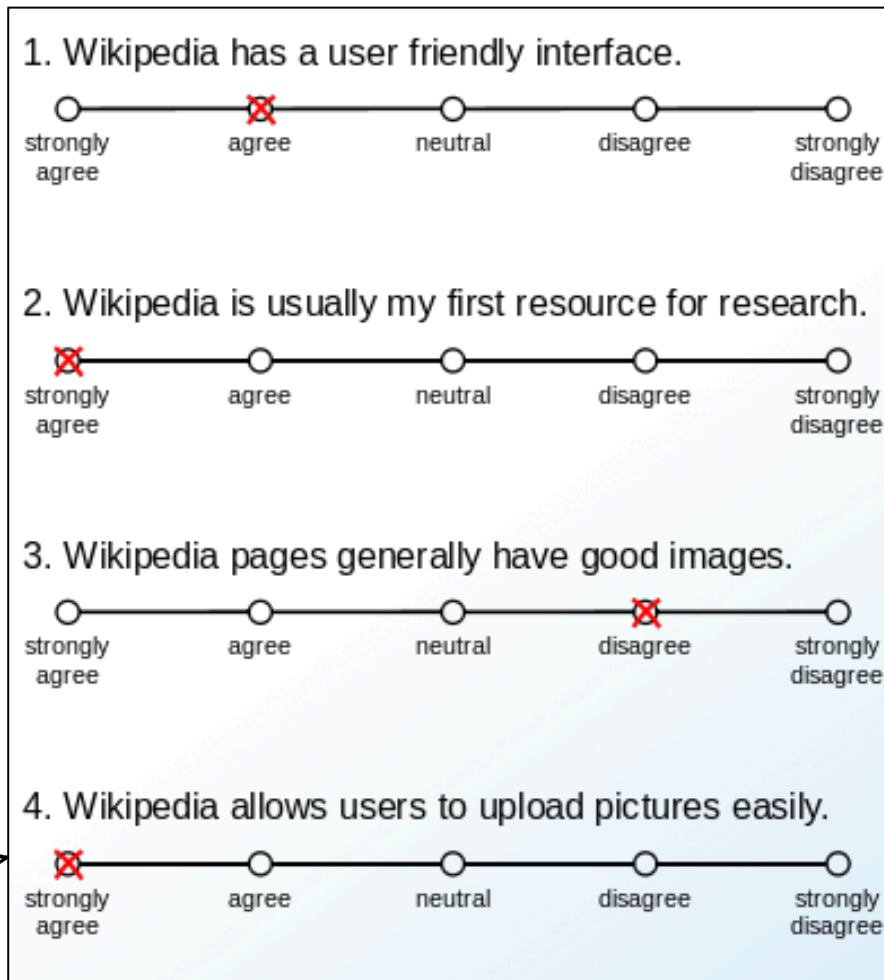 1. Wikipedia has a user friendly interface.
strongly agree neutral disagree strongly
agree disagree
2. Wikipedia is usually my first resource for research.
strongly agree neutral disagree strongly
agree disagree
3. Wikipedia pages generally have good images.
strongly agree neutral disagree strongly
agree disagree
4. Wikipedia allows users to upload pictures easily.
strongly agree neutral disagree strongly
agree disagree